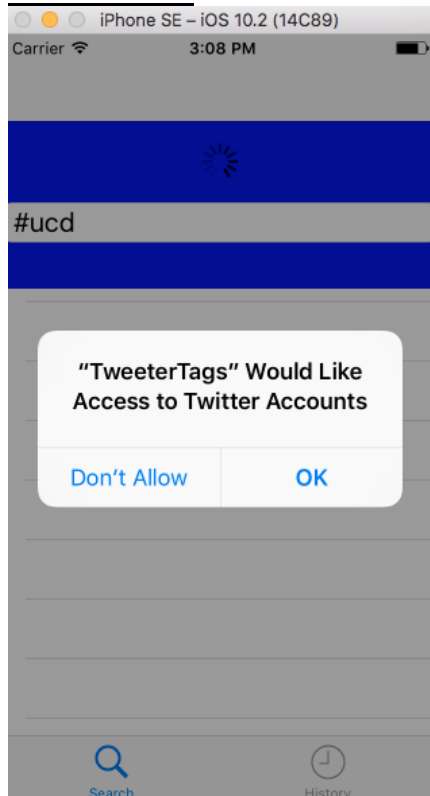 iPhone SE – iOS 10.2 (14C89)
Carrier 3:08 PM
#ucd
“TweeterTags” Would Like
Access to Twitter Accounts
Don’t Allow OK
Search History